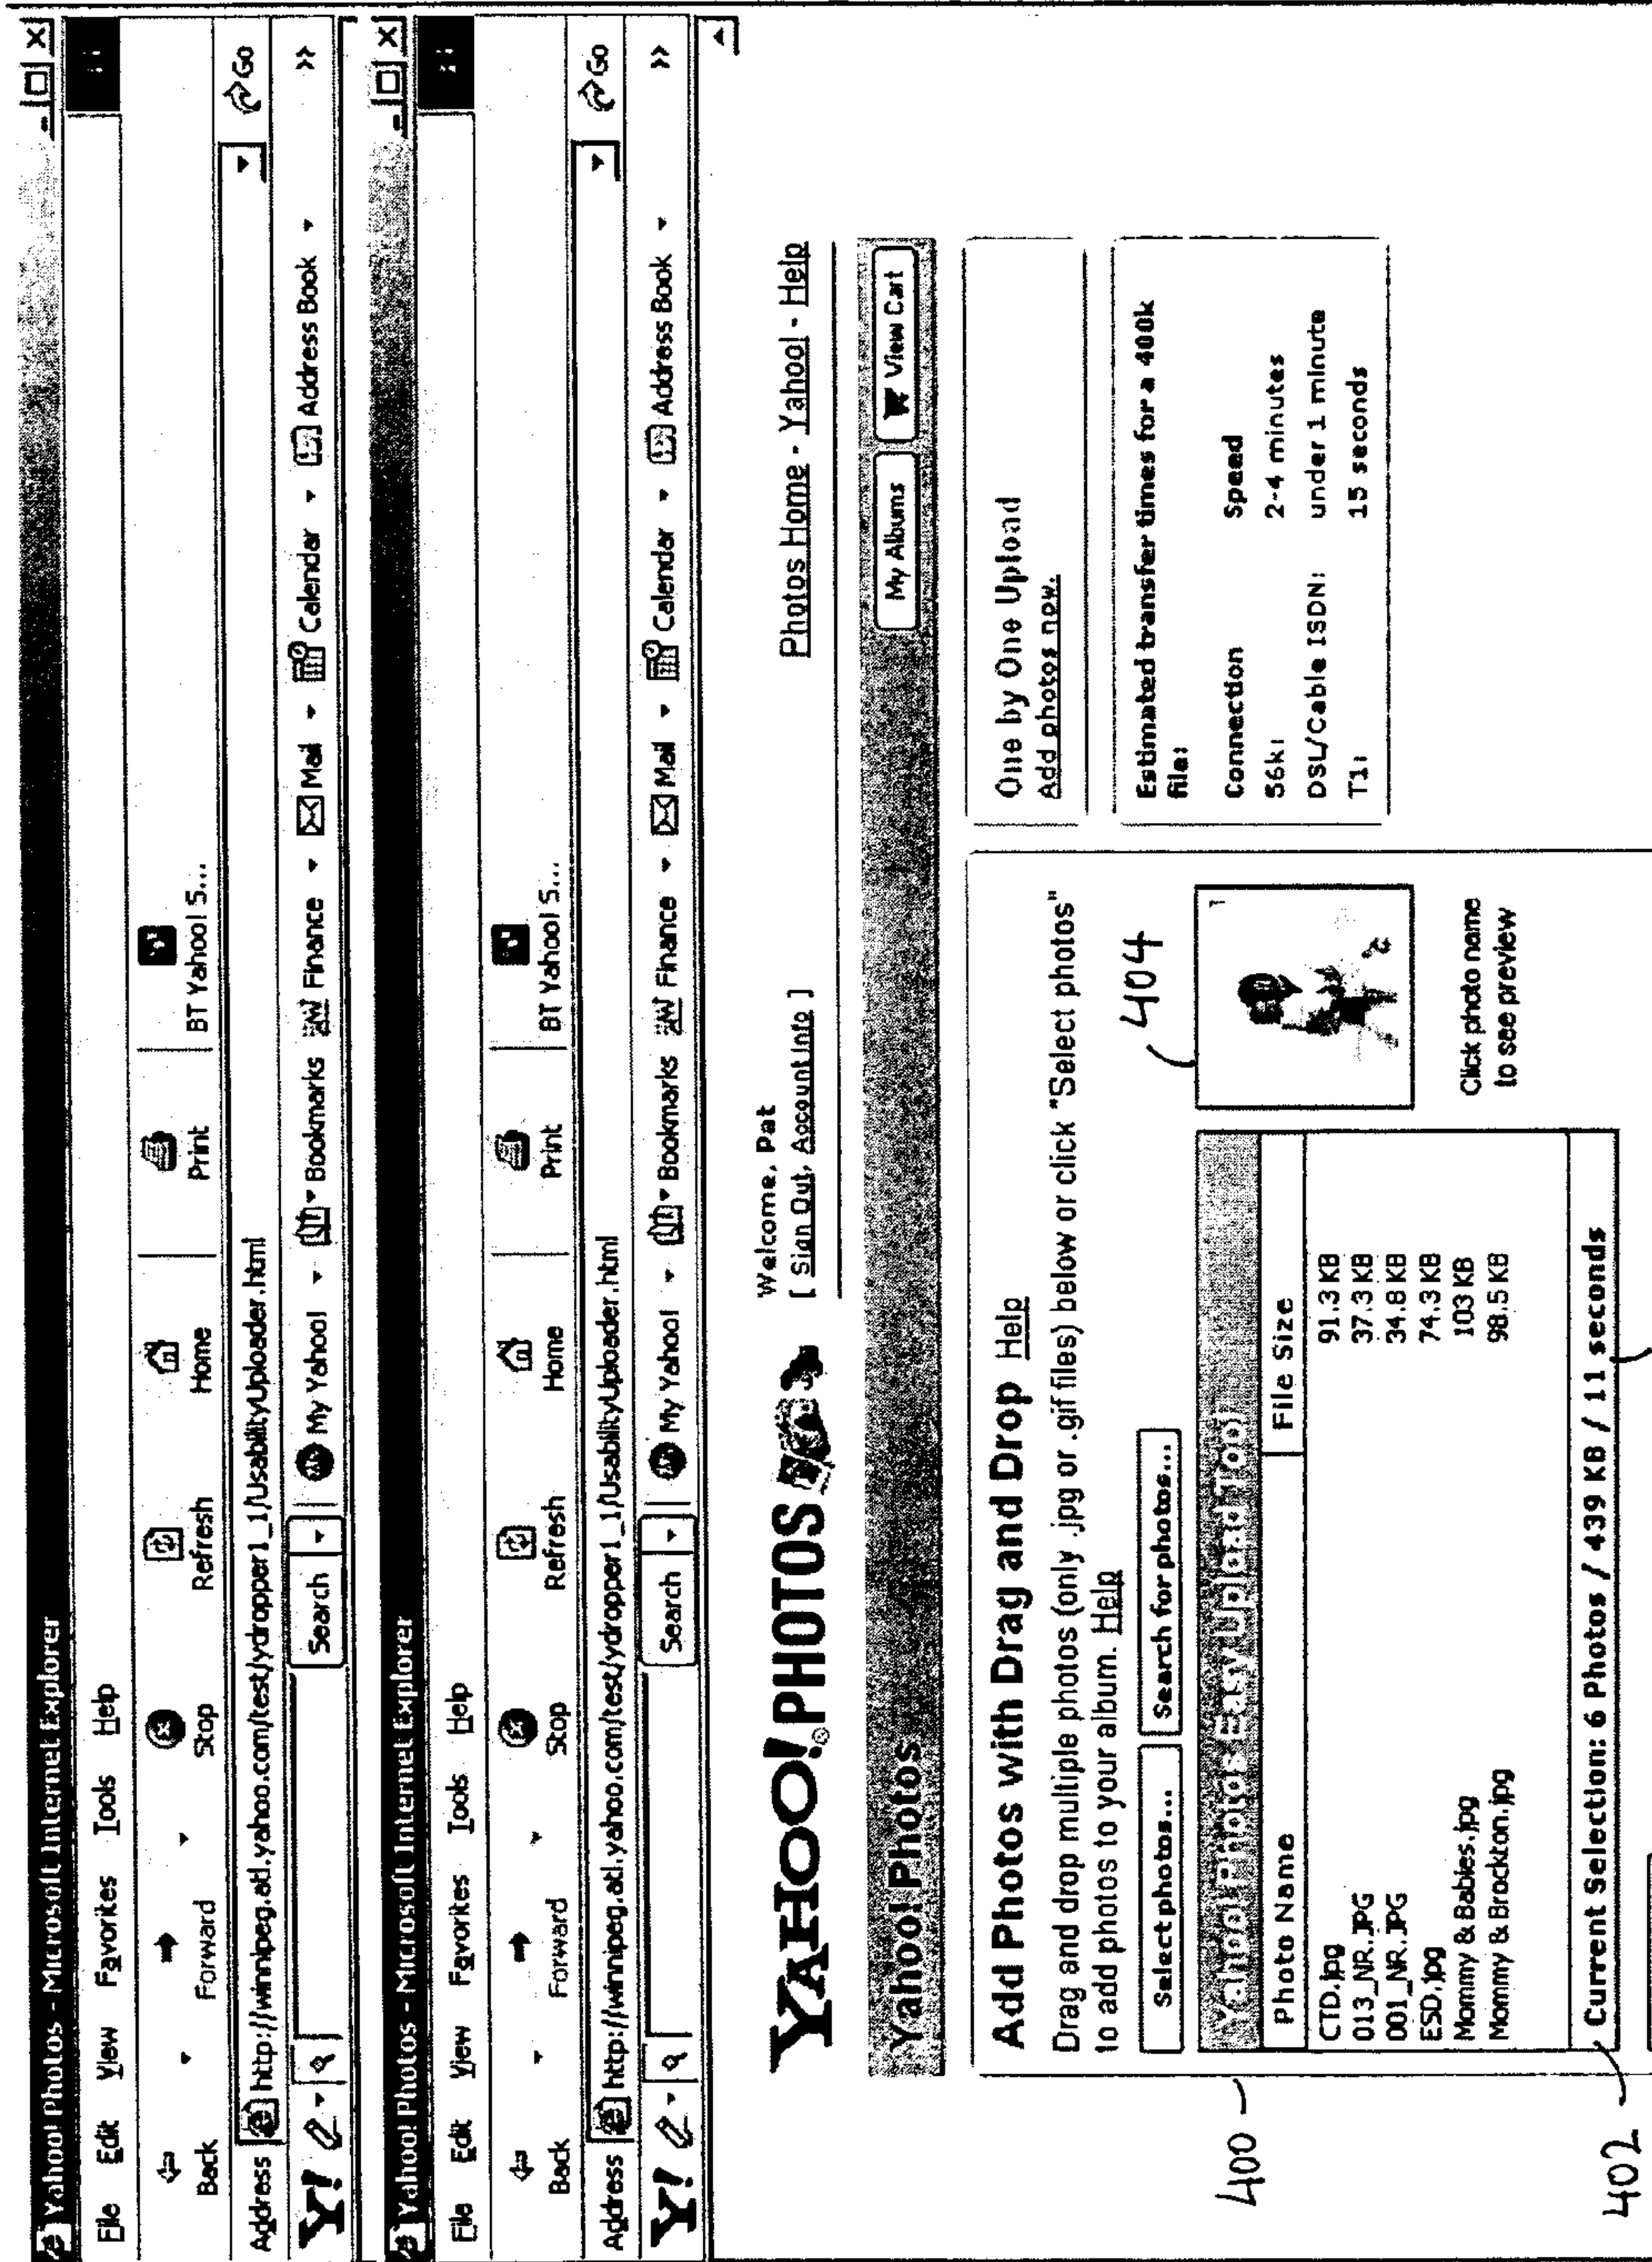 Yahoo! Photos - Microsoft Internet Explorer
File Edit View Favorites Tools Help
Back Forward Stop Refresh Home Print BT Yahoo! S...
Address http://winnipeg.atl.yahoo.com/test/ydropper1_1/UsabilityUploader.html Go
Y! Search My Yahoo! Bookmarks Finance Mail Calendar Address Book »
Yahoo! Photos - Microsoft Internet Explorer
File Edit View Favorites Tools Help
Back Forward Stop Refresh Home Print BT Yahoo! S...
Address http://winnipeg.atl.yahoo.com/test/ydropper1_1/UsabilityUploader.html Go
Y! Search My Yahoo! Bookmarks Finance Mail Calendar Address Book »
YAHOO!® PHOTOS
Welcome, Pat
[ Sign Out, Account Info ]
Photos Home - Yahoo! - Help
Yahoo! Photos My Albums View Cart
Add Photos with Drag and Drop Help
Drag and drop multiple photos (only .jpg or .gif files) below or click "Select photos"
to add photos to your album. Help
Select photos... Search for photos...
400
Yahoo! Photos Easy Upload Tool
Photo Name File Size
CTD.jpg 91.3 KB
013_NR.JPG 37.3 KB
001_NR.JPG 34.8 KB
ESD.jpg 74.3 KB
Mommy & Babies.jpg 103 KB
Mommy & Brockton.jpg 98.5 KB
402
Current Selection: 6 Photos / 439 KB / 11 seconds
404
Click photo name
to see preview
One by One Upload
Add photos now.
Estimated transfer times for a 400k
file:
Connection Speed
56k: 2-4 minutes
DSL/Cable ISDN: under 1 minute
T1: 15 seconds